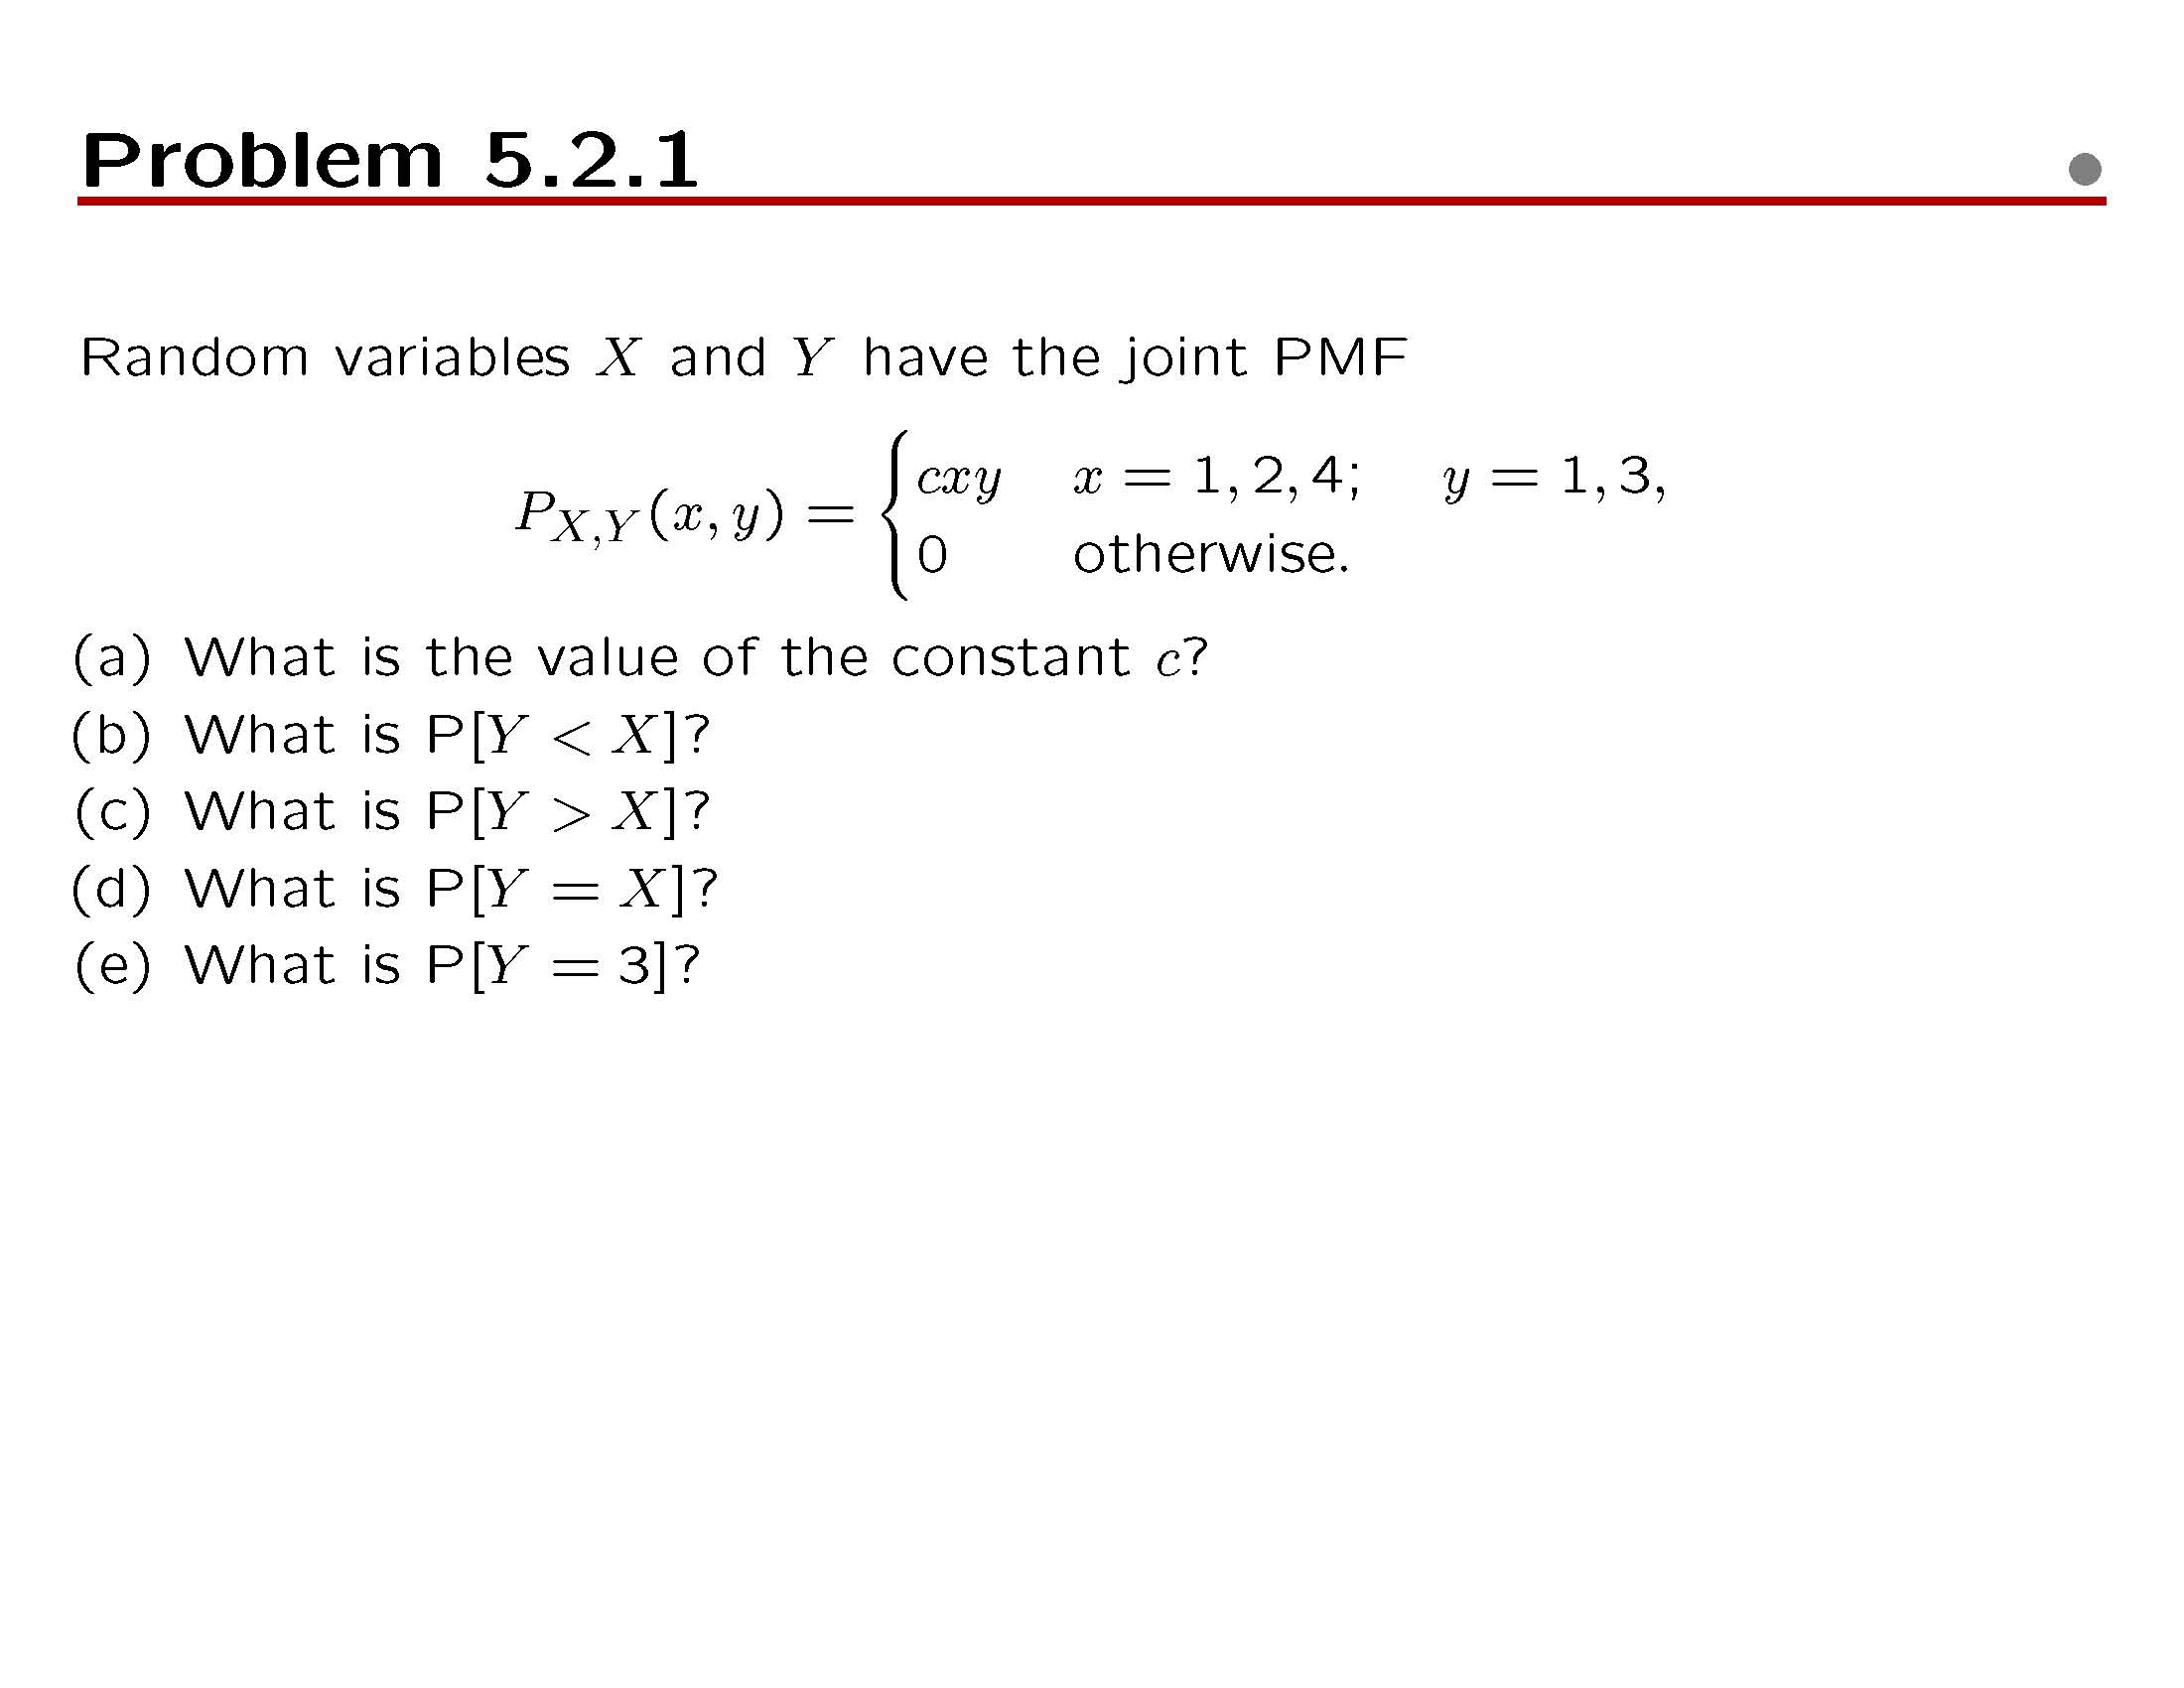 Problem 5.2.1
Random variables X and Y have the joint PMF
P_{X,Y}(x, y) = { cxy x = 1, 2, 4; y = 1, 3,
0 otherwise.
(a) What is the value of the constant c?
(b) What is P[Y < X]?
(c) What is P[Y > X]?
(d) What is P[Y = X]?
(e) What is P[Y = 3]?